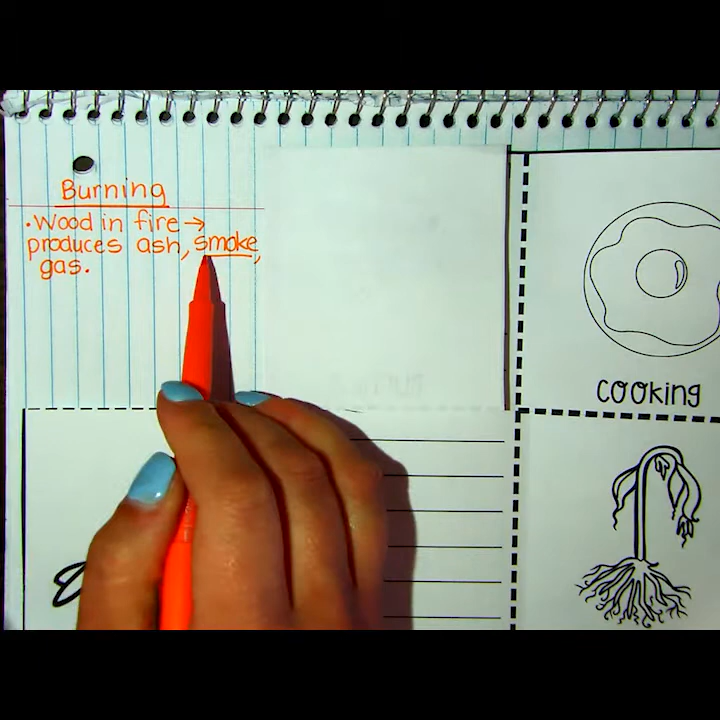 Burning
• Wood in fire →
produces ash, smoke,
gas.
cooking